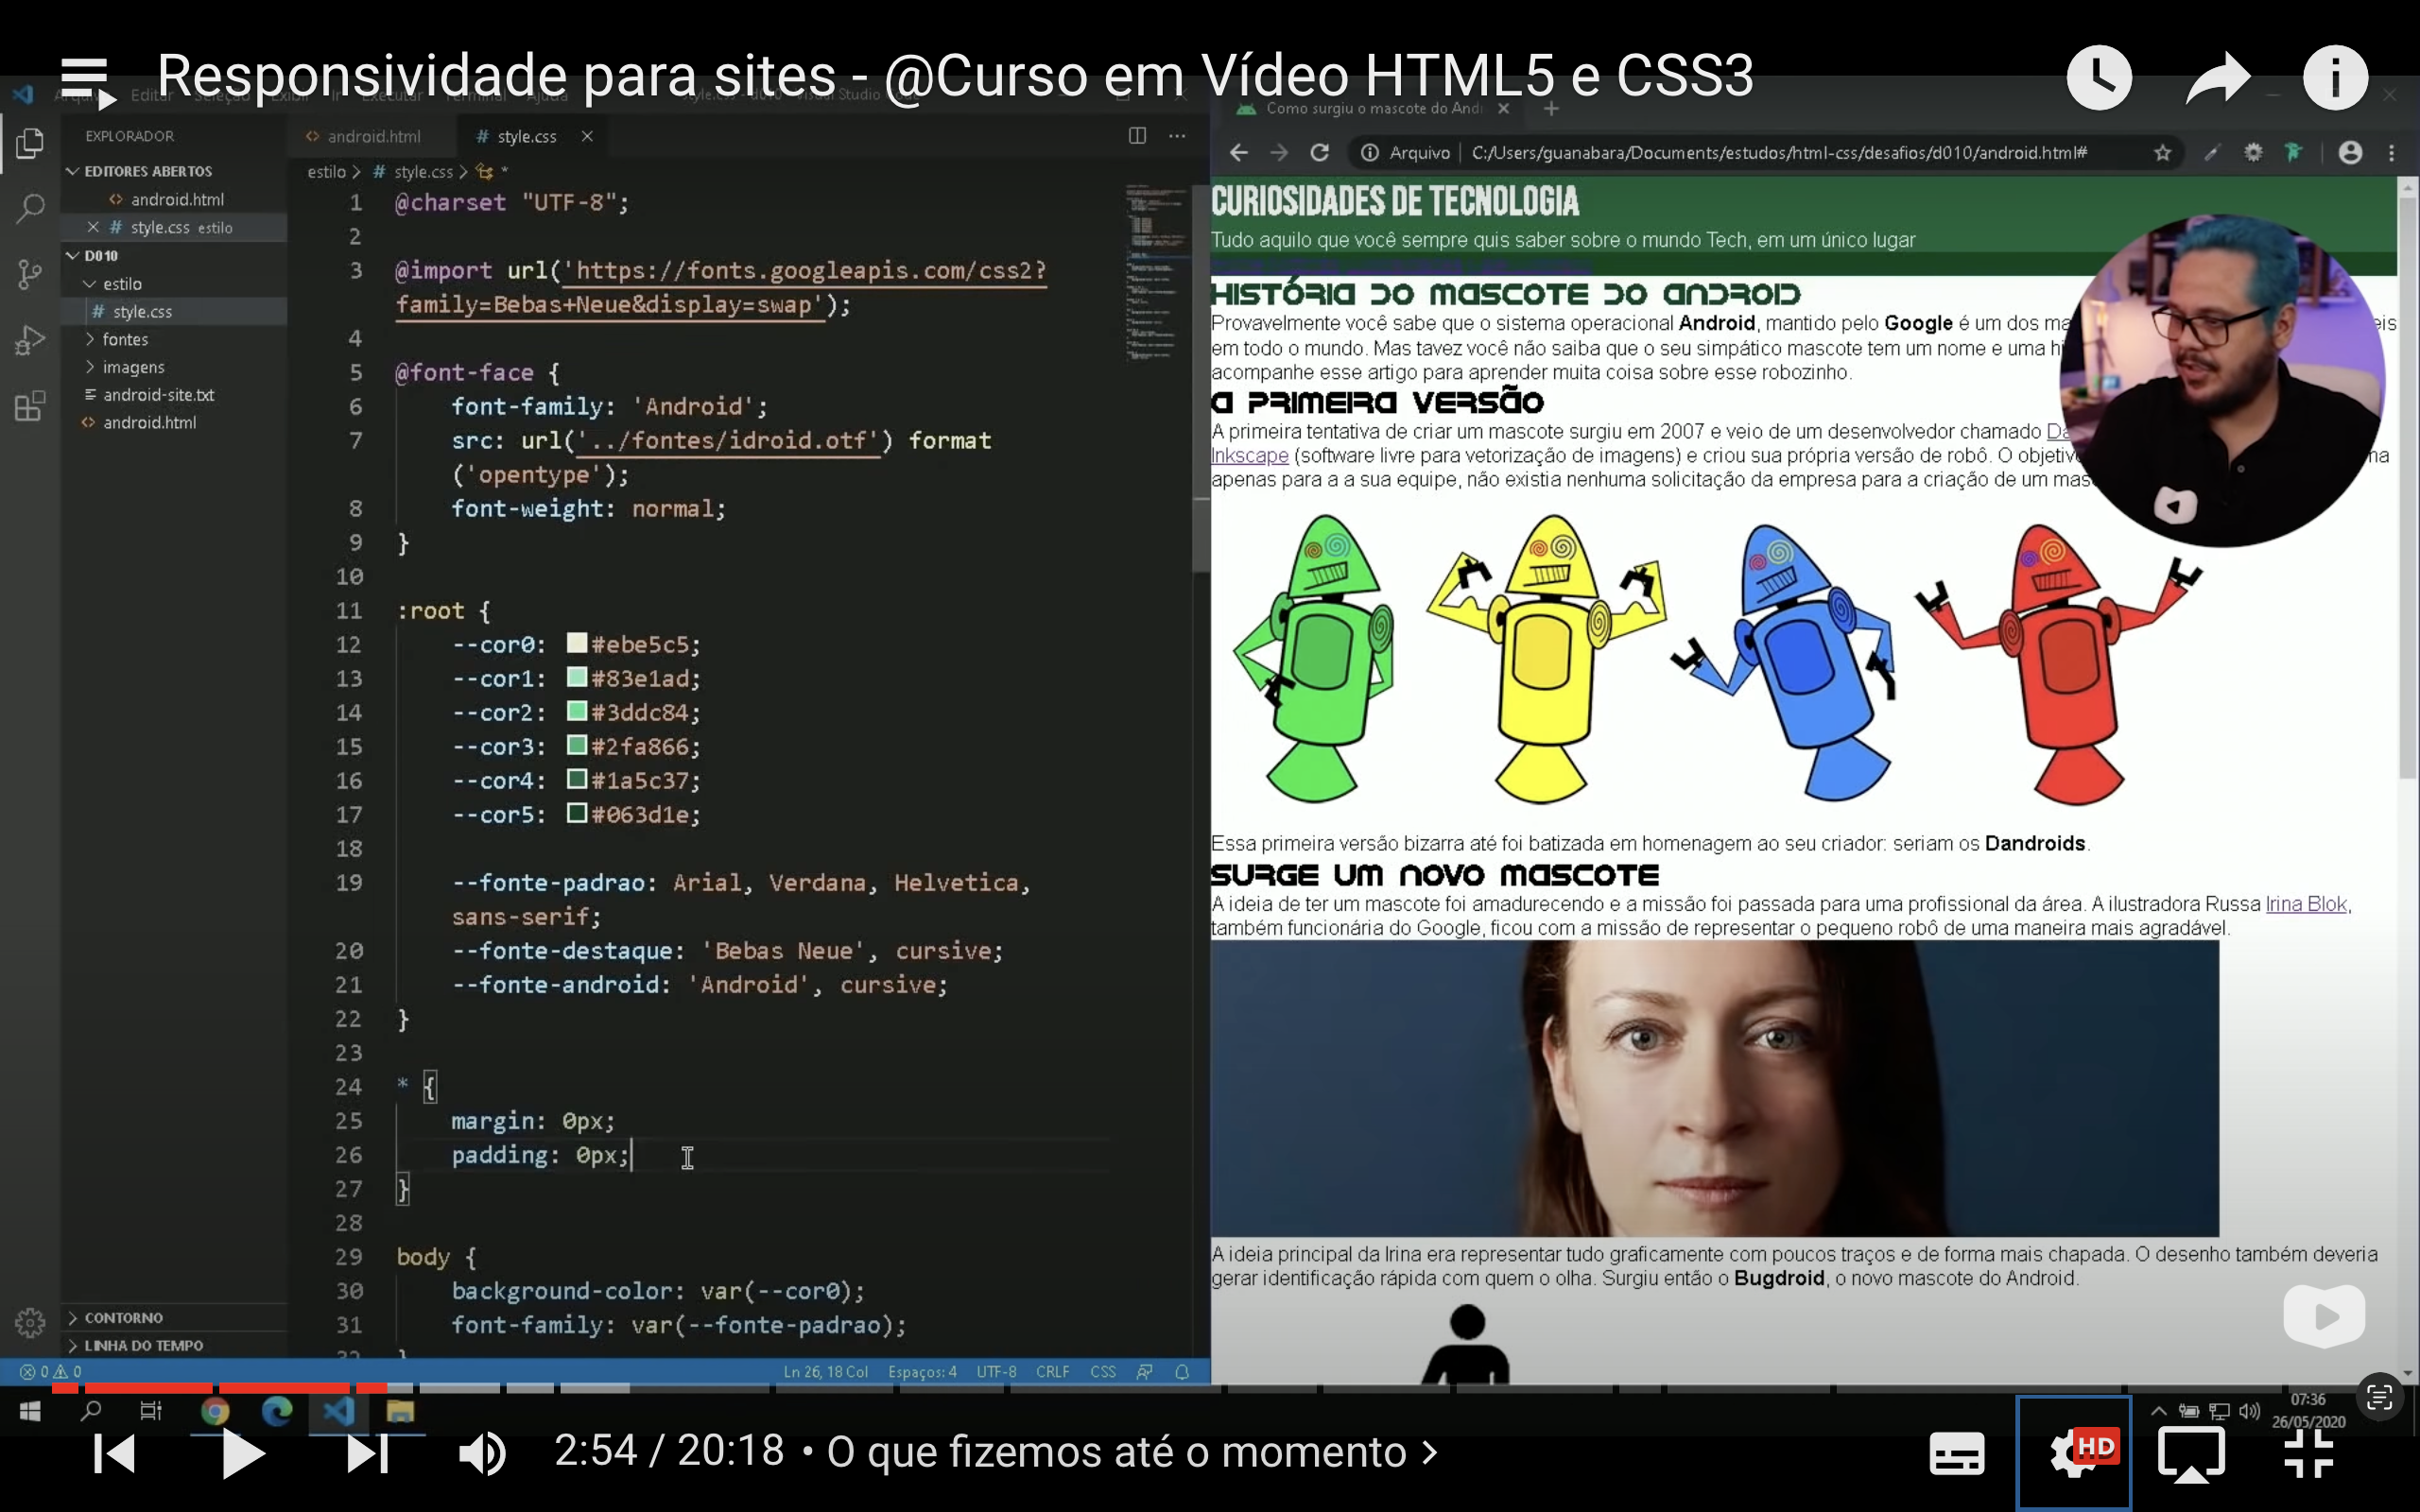 Responsividade para sites - @Curso em Vídeo HTML5 e CSS3
EXPLORADOR
EDITORES ABERTOS
android.html
style.css estilo
D010
estilo
style.css
fontes
imagens
android-site.txt
android.html
CONTORNO
LINHA DO TEMPO
android.html
# style.css
estilo > # style.css > *
1 @charset "UTF-8";
2
3 @import url('https://fonts.googleapis.com/css2?
family=Bebas+Neue&display=swap');
4
5 @font-face {
6 font-family: 'Android';
7 src: url('../fontes/idroid.otf') format
('opentype');
8 font-weight: normal;
9 }
10
11 :root {
12 --cor0: #ebe5c5;
13 --cor1: #83e1ad;
14 --cor2: #3ddc84;
15 --cor3: #2fa866;
16 --cor4: #1a5c37;
17 --cor5: #063d1e;
18
19 --fonte-padrao: Arial, Verdana, Helvetica,
sans-serif;
20 --fonte-destaque: 'Bebas Neue', cursive;
21 --fonte-android: 'Android', cursive;
22 }
23
24 * {
25 margin: 0px;
26 padding: 0px;
27 }
28
29 body {
30 background-color: var(--cor0);
31 font-family: var(--fonte-padrao);
0 0
Ln 26, 18 Col Espaços: 4 UTF-8 CRLF CSS
Como surgiu o mascote do And
Arquivo | C:/Users/guanabara/Documents/estudos/html-css/desafios/d010/android.html#
CURIOSIDADES DE TECNOLOGIA
Tudo aquilo que você sempre quis saber sobre o mundo Tech, em um único lugar
HISTÓRIA DO MASCOTE DO ANDROID
Provavelmente você sabe que o sistema operacional Android, mantido pelo Google é um dos ma eis
em todo o mundo. Mas tavez você não saiba que o seu simpático mascote tem um nome e uma hi
acompanhe esse artigo para aprender muita coisa sobre esse robozinho.
A PRIMEIRA VERSÃO
A primeira tentativa de criar um mascote surgiu em 2007 e veio de um desenvolvedor chamado Da
Inkscape (software livre para vetorização de imagens) e criou sua própria versão de robô. O objetiv na
apenas para a a sua equipe, não existia nenhuma solicitação da empresa para a criação de um masc
Essa primeira versão bizarra até foi batizada em homenagem ao seu criador: seriam os Dandroids.
SURGE UM NOVO MASCOTE
A ideia de ter um mascote foi amadurecendo e a missão foi passada para uma profissional da área. A ilustradora Russa Irina Blok,
também funcionária do Google, ficou com a missão de representar o pequeno robô de uma maneira mais agradável.
A ideia principal da Irina era representar tudo graficamente com poucos traços e de forma mais chapada. O desenho também deveria
gerar identificação rápida com quem o olha. Surgiu então o Bugdroid, o novo mascote do Android.
07:36
26/05/2020
2:54 / 20:18 • O que fizemos até o momento >
HD